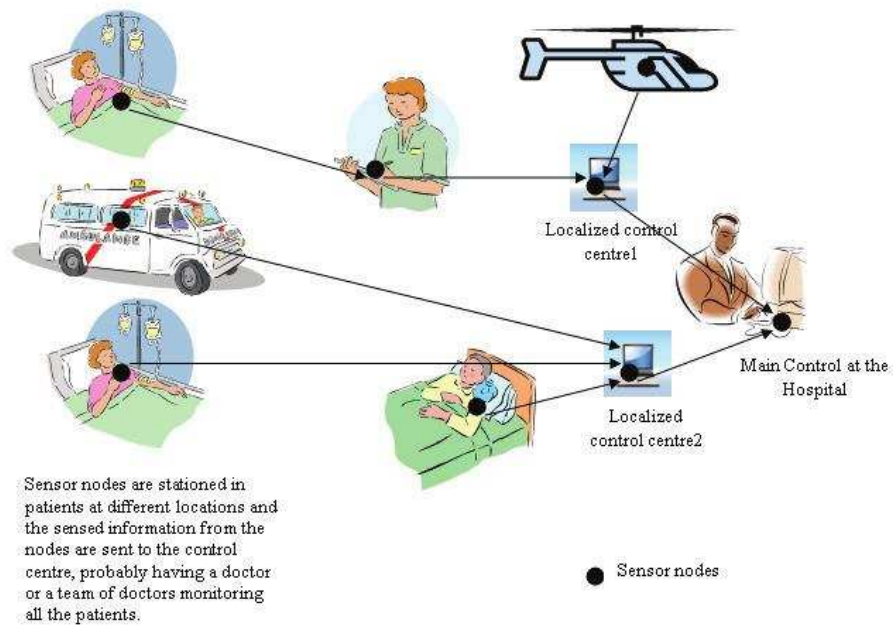 AMBULANCE
Localized control
centre1
Main Control at the
Hospital
Localized
control centre2
Sensor nodes are stationed in
patients at different locations and
the sensed information from the
nodes are sent to the control
centre, probably having a doctor
or a team of doctors monitoring
all the patients.
Sensor nodes